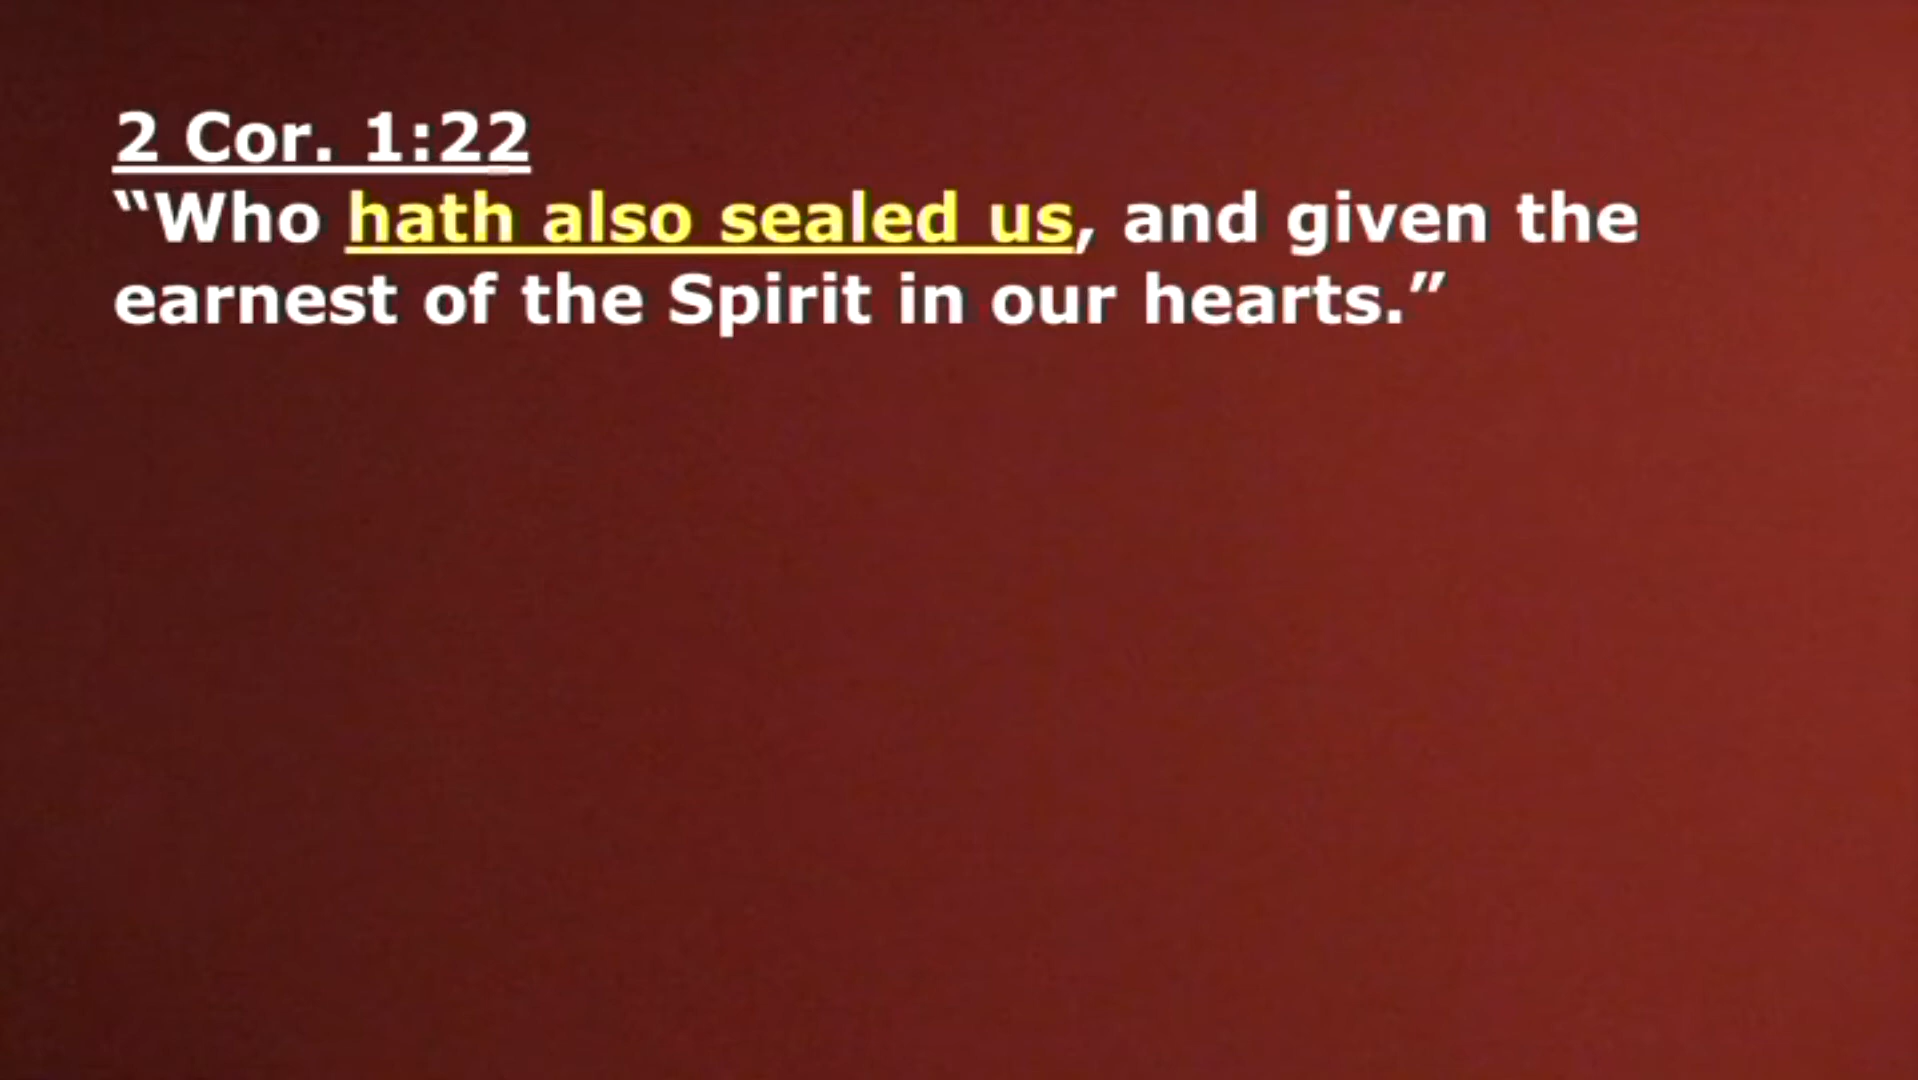 2 Cor. 1:22
“Who hath also sealed us, and given the
earnest of the Spirit in our hearts.”